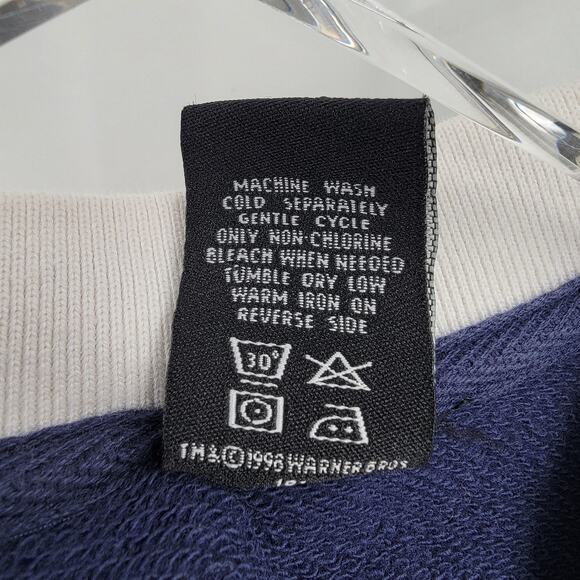 MACHINE WASH
COLD SEPARATELY
GENTLE CYCLE
ONLY NON-CHLORINE
BLEACH WHEN NEEDED
TUMBLE DRY LOW
WARM IRON ON
REVERSE SIDE
30°
TM & © 1998 WARNER BROS